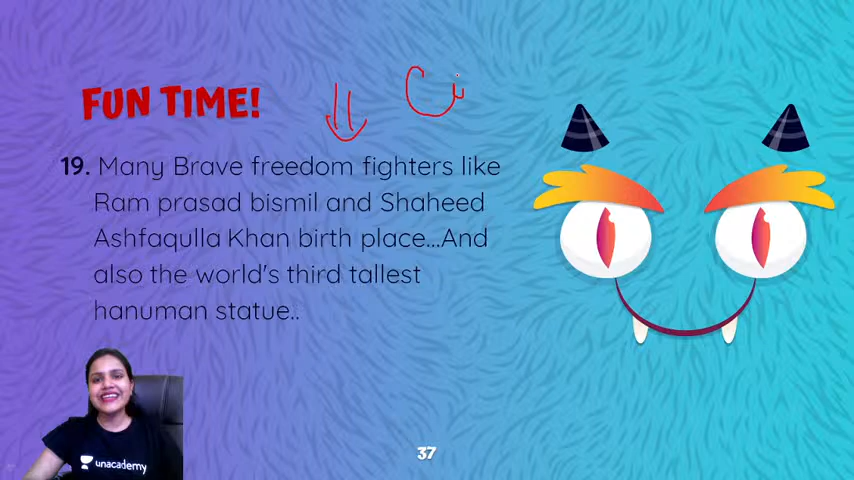 FUN TIME!
Ci
19. Many Brave freedom fighters like
Ram prasad bismil and Shaheed
Ashfaqulla Khan birth place...And
also the world's third tallest
hanuman statue..
unacademy
37